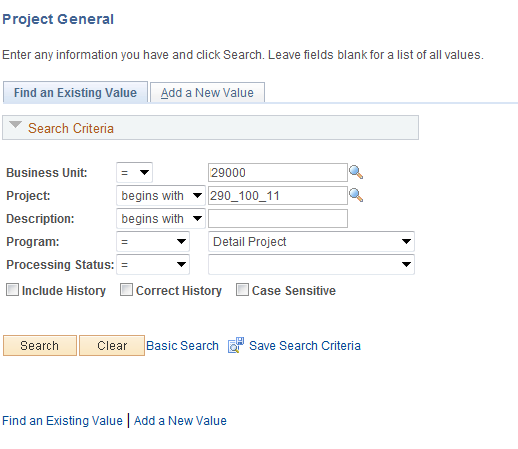 Project General
Enter any information you have and click Search. Leave fields blank for a list of all values.
Find an Existing Value Add a New Value
Search Criteria
Business Unit: = 29000
Project: begins with 290_100_11
Description: begins with
Program: = Detail Project
Processing Status: =
Include History Correct History Case Sensitive
Search Clear Basic Search Save Search Criteria
Find an Existing Value | Add a New Value